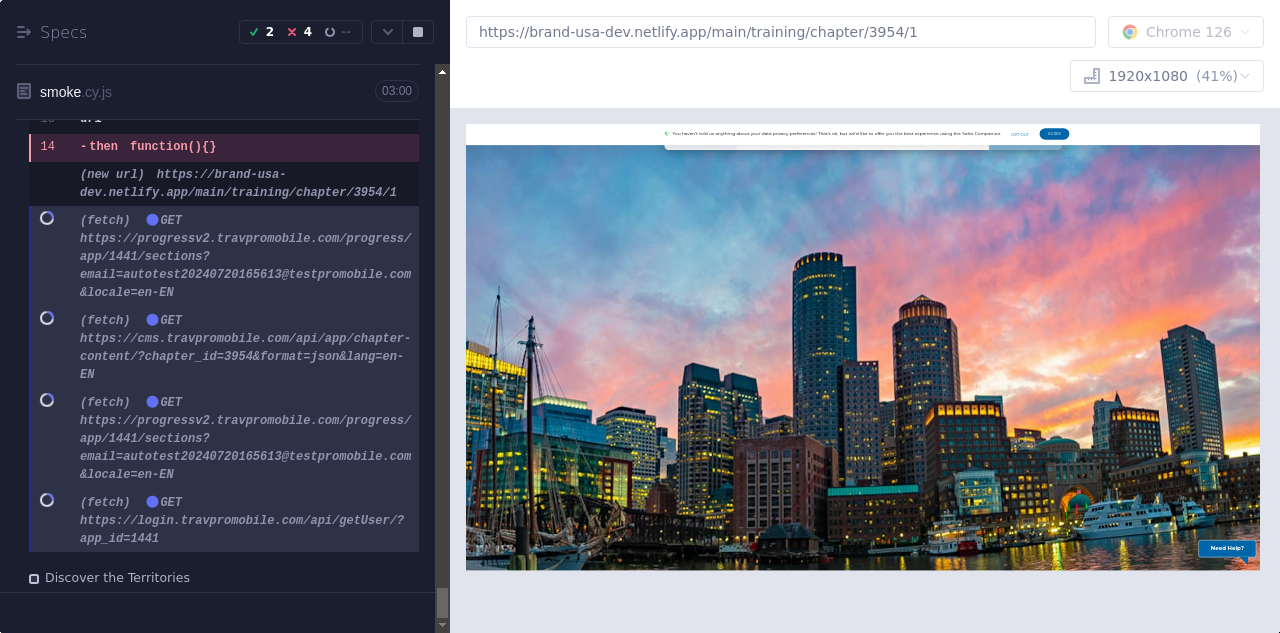 Specs
2
4
--
https://brand-usa-dev.netlify.app/main/training/chapter/3954/1
Chrome 126
1920x1080 (41%)
smoke.cy.js
03:00
url
14 -then function(){}
(new url) https://brand-usa-
dev.netlify.app/main/training/chapter/3954/1
(fetch) GET
https://progressv2.travpromobile.com/progress/
app/1441/sections?
email=autotest20240720165613@testpromobile.com
&locale=en-EN
(fetch) GET
https://cms.travpromobile.com/api/app/chapter-
content/?chapter_id=3954&format=json&lang=en-
EN
(fetch) GET
https://progressv2.travpromobile.com/progress/
app/1441/sections?
email=autotest20240720165613@testpromobile.com
&locale=en-EN
(fetch) GET
https://login.travpromobile.com/api/getUser/?
app_id=1441
Discover the Territories
You haven't told us anything about your data privacy preferences! That's ok, but we'd like to offer you the best experience using the Sales Companion.
OPT-OUT
AGREE
Need Help?